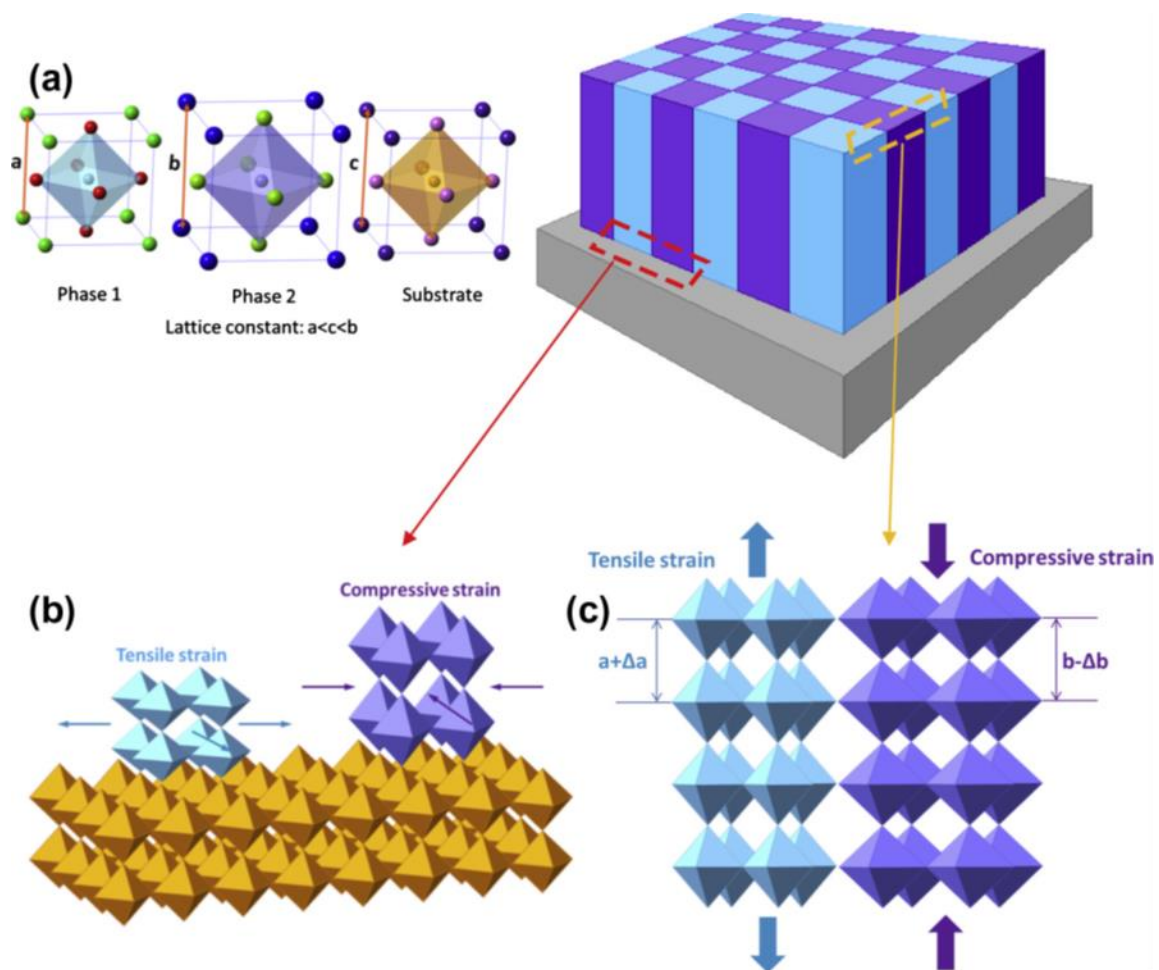 (a)
a
b
c
Phase 1
Phase 2
Substrate
Lattice constant: a<c<b
(b)
Tensile strain
Compressive strain
(c)
Tensile strain
Compressive strain
a+Δa
b-Δb